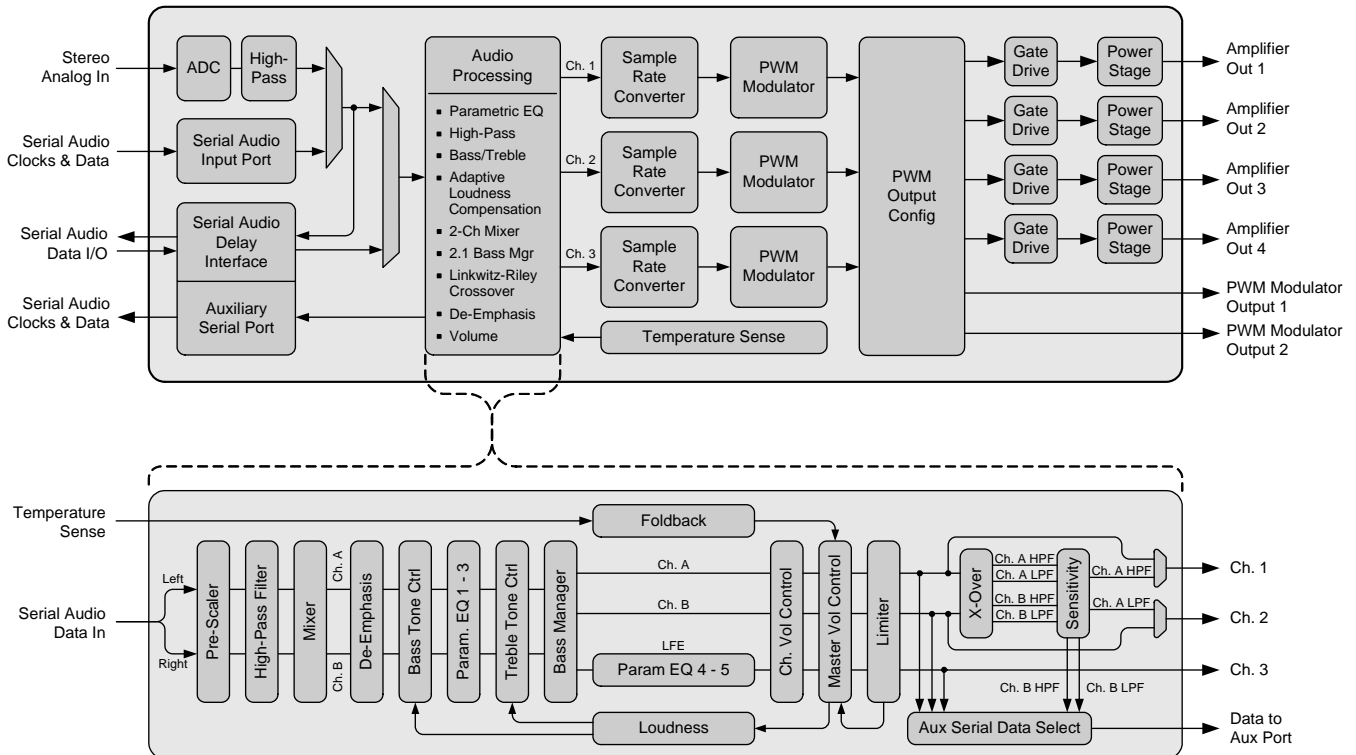 Stereo
Analog In
Serial Audio
Clocks & Data
Serial Audio
Data I/O
Serial Audio
Clocks & Data
ADC
High-
Pass
Serial Audio
Input Port
Serial Audio
Delay
Interface
Auxiliary
Serial Port
Audio
Processing
▪ Parametric EQ
▪ High-Pass
▪ Bass/Treble
▪ Adaptive
Loudness
Compensation
▪ 2-Ch Mixer
▪ 2.1 Bass Mgr
▪ Linkwitz-Riley
Crossover
▪ De-Emphasis
▪ Volume
Ch. 1
Sample
Rate
Converter
PWM
Modulator
Ch. 2
Sample
Rate
Converter
PWM
Modulator
Ch. 3
Sample
Rate
Converter
PWM
Modulator
Temperature Sense
PWM
Output
Config
Gate
Drive
Power
Stage
Amplifier
Out 1
Gate
Drive
Power
Stage
Amplifier
Out 2
Gate
Drive
Power
Stage
Amplifier
Out 3
Gate
Drive
Power
Stage
Amplifier
Out 4
PWM Modulator
Output 1
PWM Modulator
Output 2
Temperature
Sense
Serial Audio
Data In
Left
Right
Pre-Scaler
High-Pass Filter
Mixer
Ch. A
Ch. B
De-Emphasis
Bass Tone Ctrl
Param. EQ 1 - 3
Treble Tone Ctrl
Bass Manager
Foldback
Ch. A
Ch. B
LFE
Param EQ 4 - 5
Loudness
Ch. Vol Control
Master Vol Control
Limiter
X-Over
Ch. A HPF
Ch. A LPF
Ch. B HPF
Ch. B LPF
Sensitivity
Ch. A HPF
Ch. A LPF
Ch. B HPF
Ch. B LPF
Aux Serial Data Select
Ch. 1
Ch. 2
Ch. 3
Data to
Aux Port